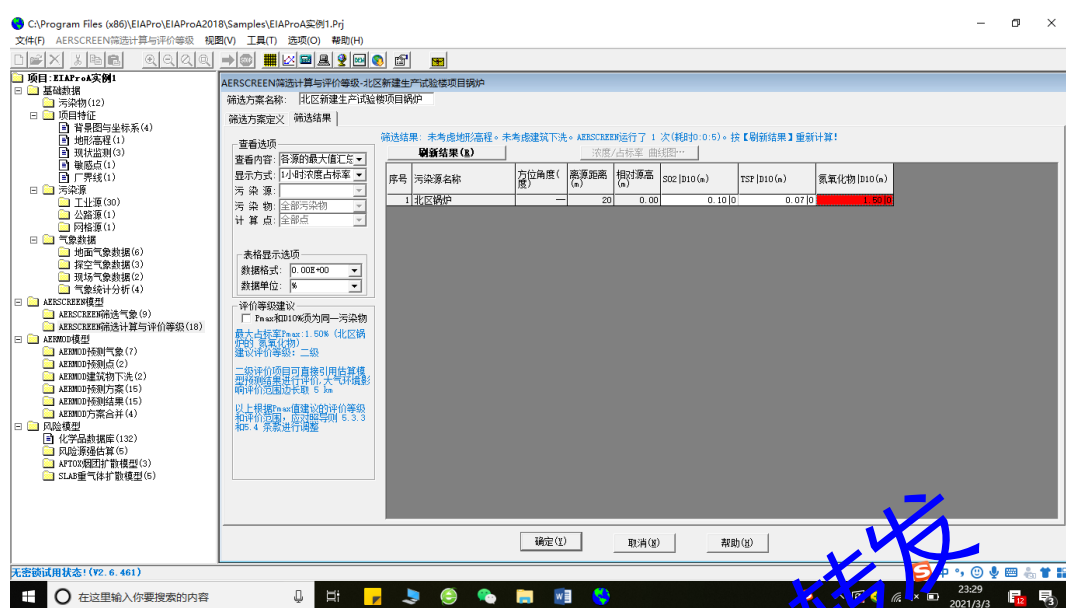 C:\Program Files (x86)\EIAPro\EIAProA2018\Samples\EIAProA实例1.Prj
文件(F) AERSCREEN筛选计算与评价等级 视图(V) 工具(T) 选项(O) 帮助(H)
项目:EIAProA实例1
基础数据
污染物(12)
项目特征
背景图与坐标系(4)
地形高程(1)
现状监测(3)
敏感点(1)
厂界线(1)
污染源
工业源(30)
公路源(1)
网格源(1)
气象数据
地面气象数据(6)
探空气象数据(3)
现场气象数据(2)
气象统计分析(4)
AERSCREEN模型
AERSCREEN筛选气象(9)
AERSCREEN筛选计算与评价等级(18)
AERMOD模型
AERMOD预测气象(7)
AERMOD预测点(2)
AERMOD建筑物下洗(2)
AERMOD预测方案(15)
AERMOD预测结果(15)
AERMOD方案合并(4)
风险模型
化学品数据库(132)
风险源强估算(5)
AFTOX烟团扩散模型(3)
SLAB重气体扩散模型(5)
AERSCREEN筛选计算与评价等级-北区新建生产试验楼项目锅炉
筛选方案名称: 北区新建生产试验楼项目锅炉
筛选方案定义 筛选结果
查看选项
查看内容: 各源的最大值汇总
显示方式: 1小时浓度占标率
污 染 源:
污 染 物: 全部污染物
计 算 点: 全部点
表格显示选项
数据格式: 0.00E+00
数据单位: %
评价等级建议
Pmax和D10%须为同一污染物
最大占标率Pmax:1.50% (北区锅
炉的 氮氧化物)
建议评价等级: 二级
二级评价项目可直接引用估算模
型预测结果进行评价,大气环境影
响评价范围边长取 5 km
以上根据Pmax值建议的评价等级
和评价范围, 应对照导则 5.3.3
和5.4 条款进行调整
筛选结果: 未考虑地形高程。未考虑建筑下洗。AERSCREEN运行了 1 次(耗时0:0:5)。按【刷新结果】重新计算!
刷新结果(R) 浓度/占标率 曲线图…
序号 污染源名称 方位角度(度) 离源距离(m) 相对源高(m) SO2|D10(m) TSP|D10(m) 氮氧化物|D10(m)
1 北区锅炉 — 20 0.00 0.10|0 0.07|0 1.50|0
确定(Y) 取消(N) 帮助(H)
无密锁试用状态!(V2.6.461)
在这里输入你要搜索的内容
中
23:29
2021/3/3
12
3
转发